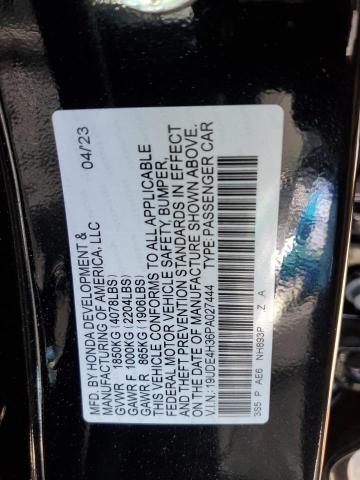 MFD. BY HONDA DEVELOPMENT & 04/23
MANUFACTURING OF AMERICA, LLC
GVWR 1850KG (4078LBS)
GAWR F 1000KG (2204LBS)
GAWR R 865KG (1906LBS)
THIS VEHICLE CONFORMS TO ALL APPLICABLE
FEDERAL MOTOR VEHICLE SAFETY, BUMPER,
AND THEFT PREVENTION STANDARDS IN EFFECT
ON THE DATE OF MANUFACTURE SHOWN ABOVE.
V.I.N.: 19UDE4H36PA027444 TYPE:PASSENGER CAR
3S5 P AE6 NH893P Z A